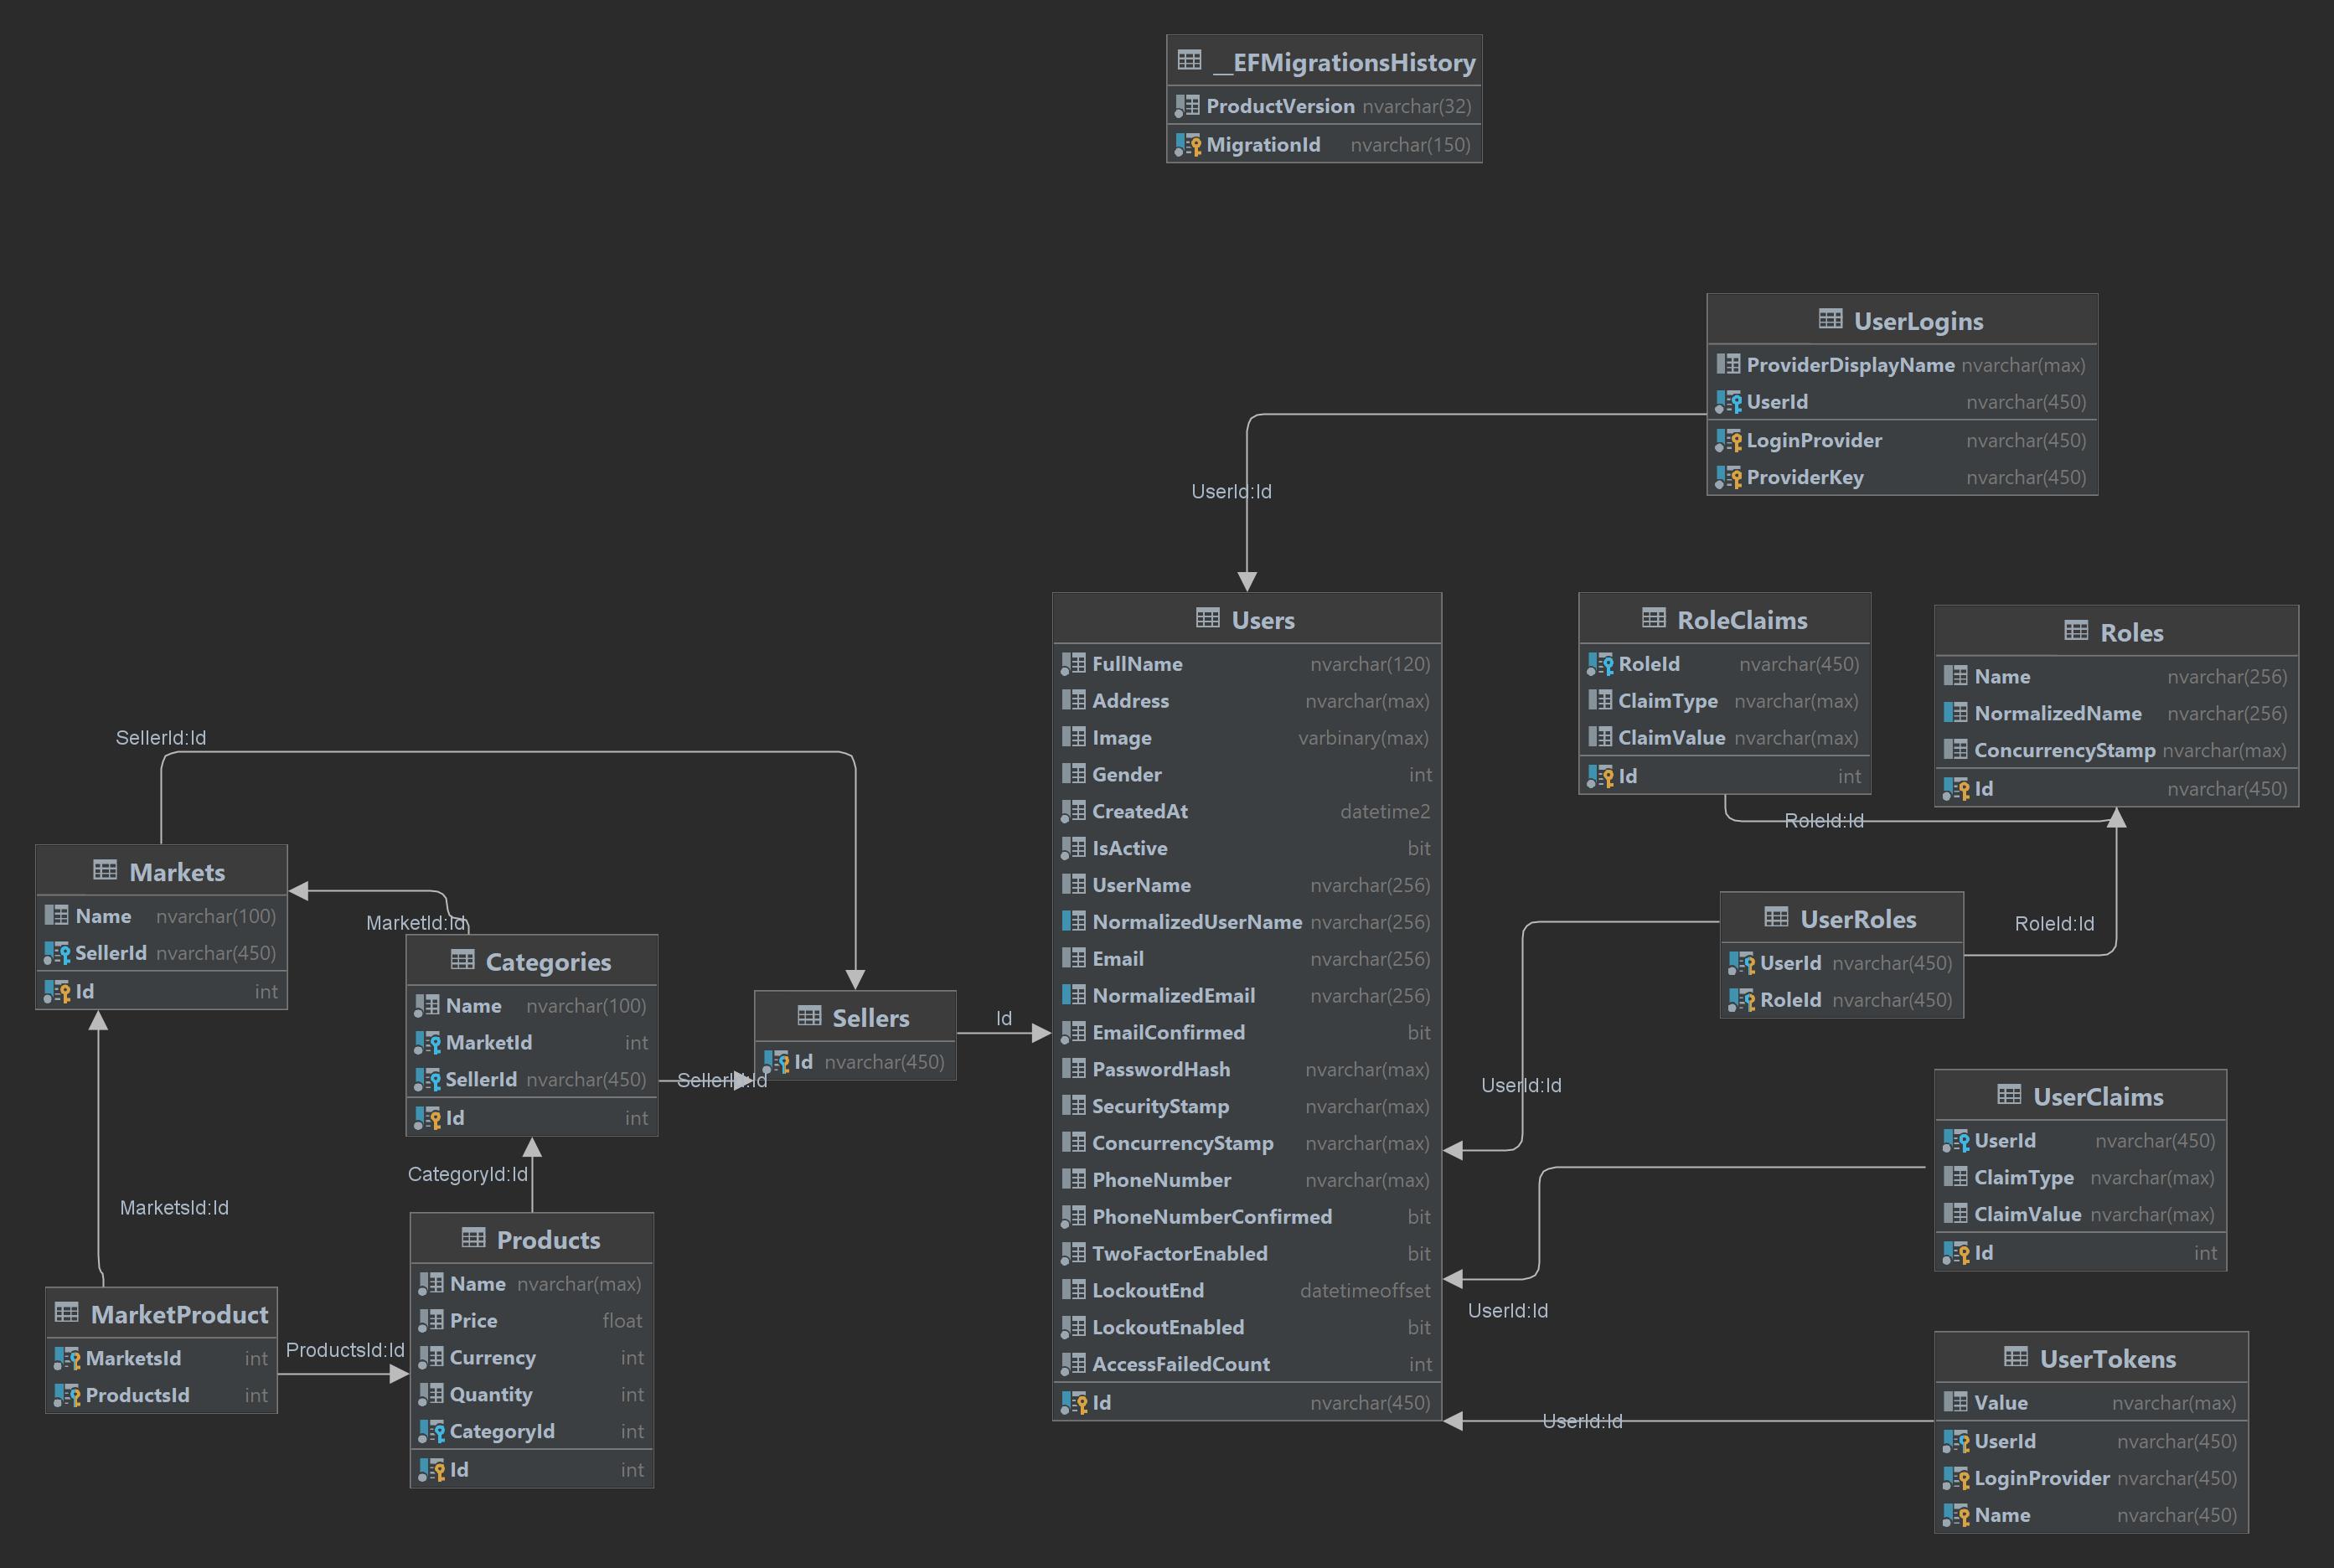 __EFMigrationsHistory
ProductVersion nvarchar(32)
MigrationId nvarchar(150)
UserLogins
ProviderDisplayName nvarchar(max)
UserId nvarchar(450)
LoginProvider nvarchar(450)
ProviderKey nvarchar(450)
UserId:Id
Users
FullName nvarchar(120)
Address nvarchar(max)
Image varbinary(max)
Gender int
CreatedAt datetime2
IsActive bit
UserName nvarchar(256)
NormalizedUserName nvarchar(256)
Email nvarchar(256)
NormalizedEmail nvarchar(256)
EmailConfirmed bit
PasswordHash nvarchar(max)
SecurityStamp nvarchar(max)
ConcurrencyStamp nvarchar(max)
PhoneNumber nvarchar(max)
PhoneNumberConfirmed bit
TwoFactorEnabled bit
LockoutEnd datetimeoffset
LockoutEnabled bit
AccessFailedCount int
Id nvarchar(450)
RoleClaims
RoleId nvarchar(450)
ClaimType nvarchar(max)
ClaimValue nvarchar(max)
Id int
Roles
Name nvarchar(256)
NormalizedName nvarchar(256)
ConcurrencyStamp nvarchar(max)
Id nvarchar(450)
RoleId:Id
SellerId:Id
Markets
Name nvarchar(100)
SellerId nvarchar(450)
Id int
MarketId:Id
Categories
Name nvarchar(100)
MarketId int
SellerId nvarchar(450)
Id int
SellerId:Id
Sellers
Id nvarchar(450)
Id
UserRoles
UserId nvarchar(450)
RoleId nvarchar(450)
RoleId:Id
UserId:Id
UserClaims
UserId nvarchar(450)
ClaimType nvarchar(max)
ClaimValue nvarchar(max)
Id int
UserId:Id
CategoryId:Id
MarketsId:Id
Products
Name nvarchar(max)
Price float
Currency int
Quantity int
CategoryId int
Id int
MarketProduct
MarketsId int
ProductsId int
ProductsId:Id
UserTokens
Value nvarchar(max)
UserId nvarchar(450)
LoginProvider nvarchar(450)
Name nvarchar(450)
UserId:Id